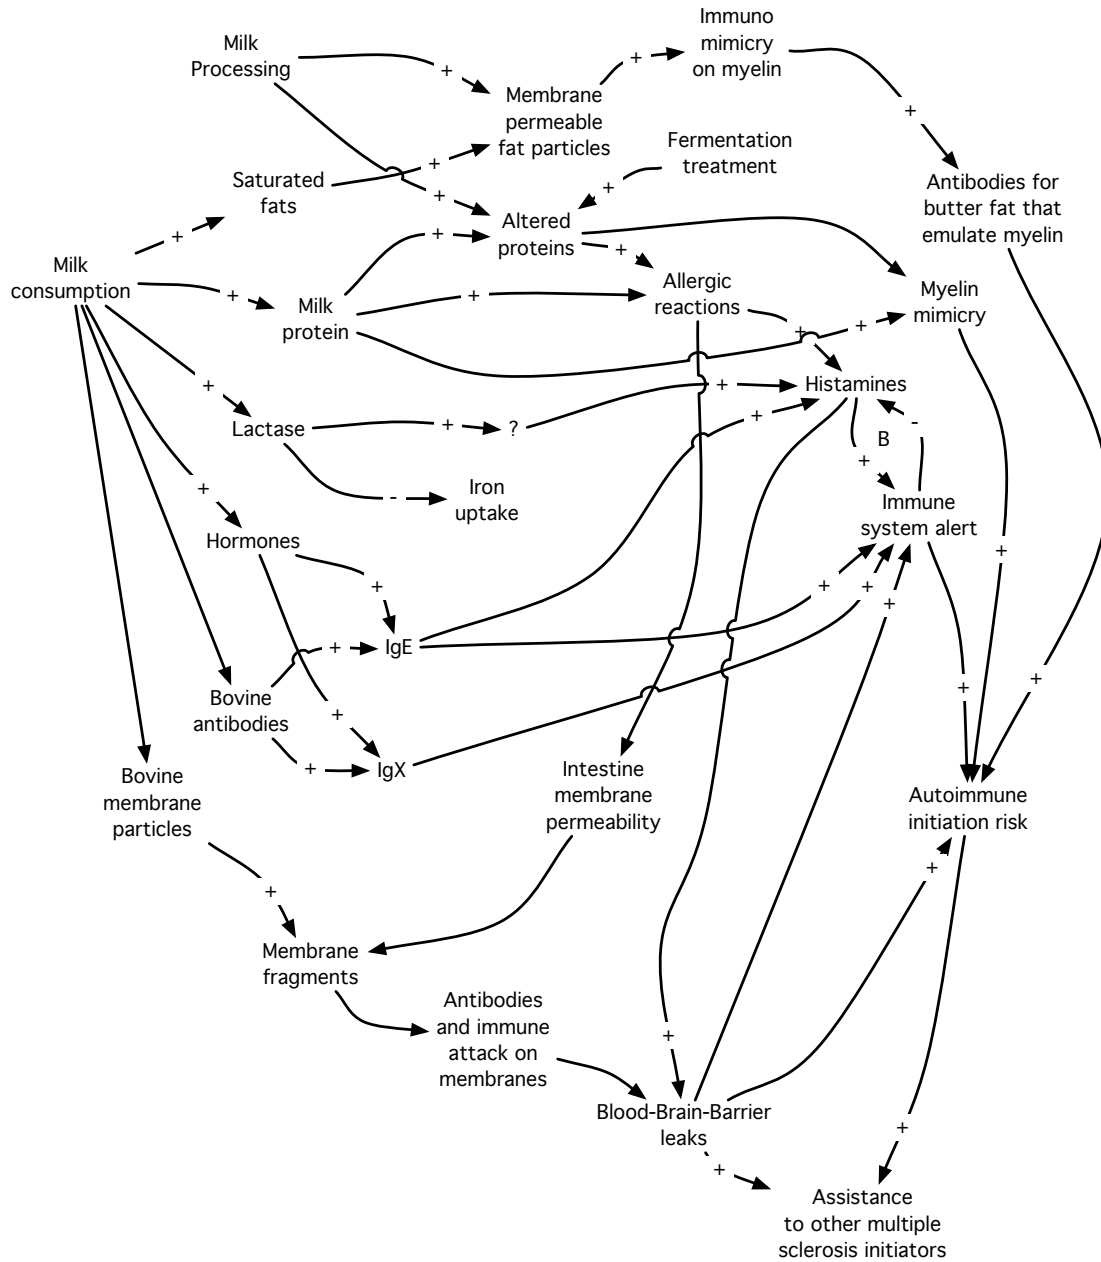 Milk
Processing
Immuno
mimicry
on myelin
+
+
Membrane
permeable
fat particles
+
Fermentation
treatment
+
Saturated
fats
+
+
Antibodies for
butter fat that
emulate myelin
+
Altered
proteins
+
+
+
Milk
consumption
+
Milk
protein
+
Allergic
reactions
Myelin
mimicry
+
+
+
Histamines
+
+
+
-
B
Lactase
+
?
+
-
Iron
uptake
Immune
system alert
+
Hormones
+
+
+
+
+
+
IgE
+
+
Bovine
antibodies
+
+
IgX
Bovine
membrane
particles
Intestine
membrane
permeability
Autoimmune
initiation risk
+
+
Membrane
fragments
Antibodies
and immune
attack on
membranes
+
Blood-Brain-Barrier
leaks
+
+
Assistance
to other multiple
sclerosis initiators